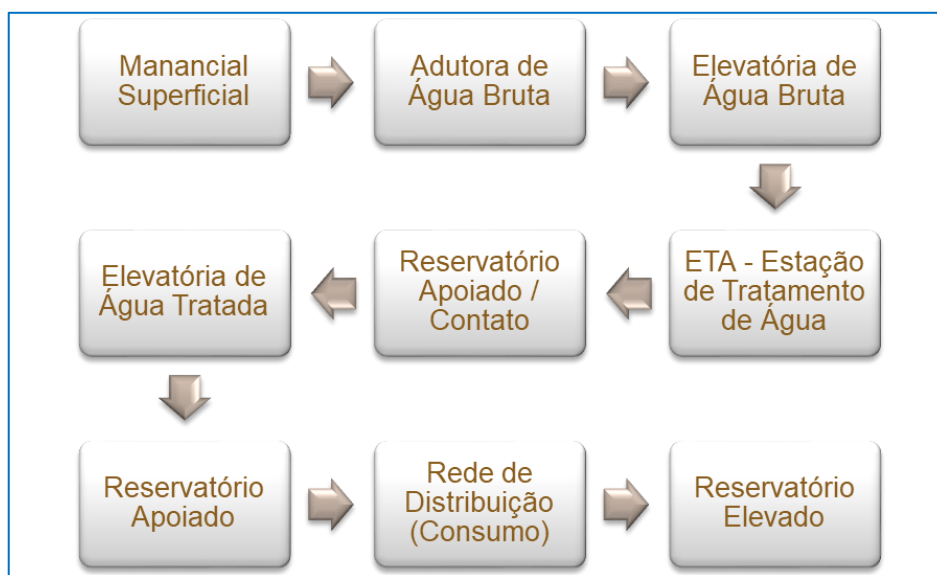 Manancial
Superficial
Adutora de
Água Bruta
Elevatória de
Água Bruta
ETA - Estação
de Tratamento
de Água
Reservatório
Apoiado /
Contato
Elevatória de
Água Tratada
Reservatório
Apoiado
Rede de
Distribuição
(Consumo)
Reservatório
Elevado